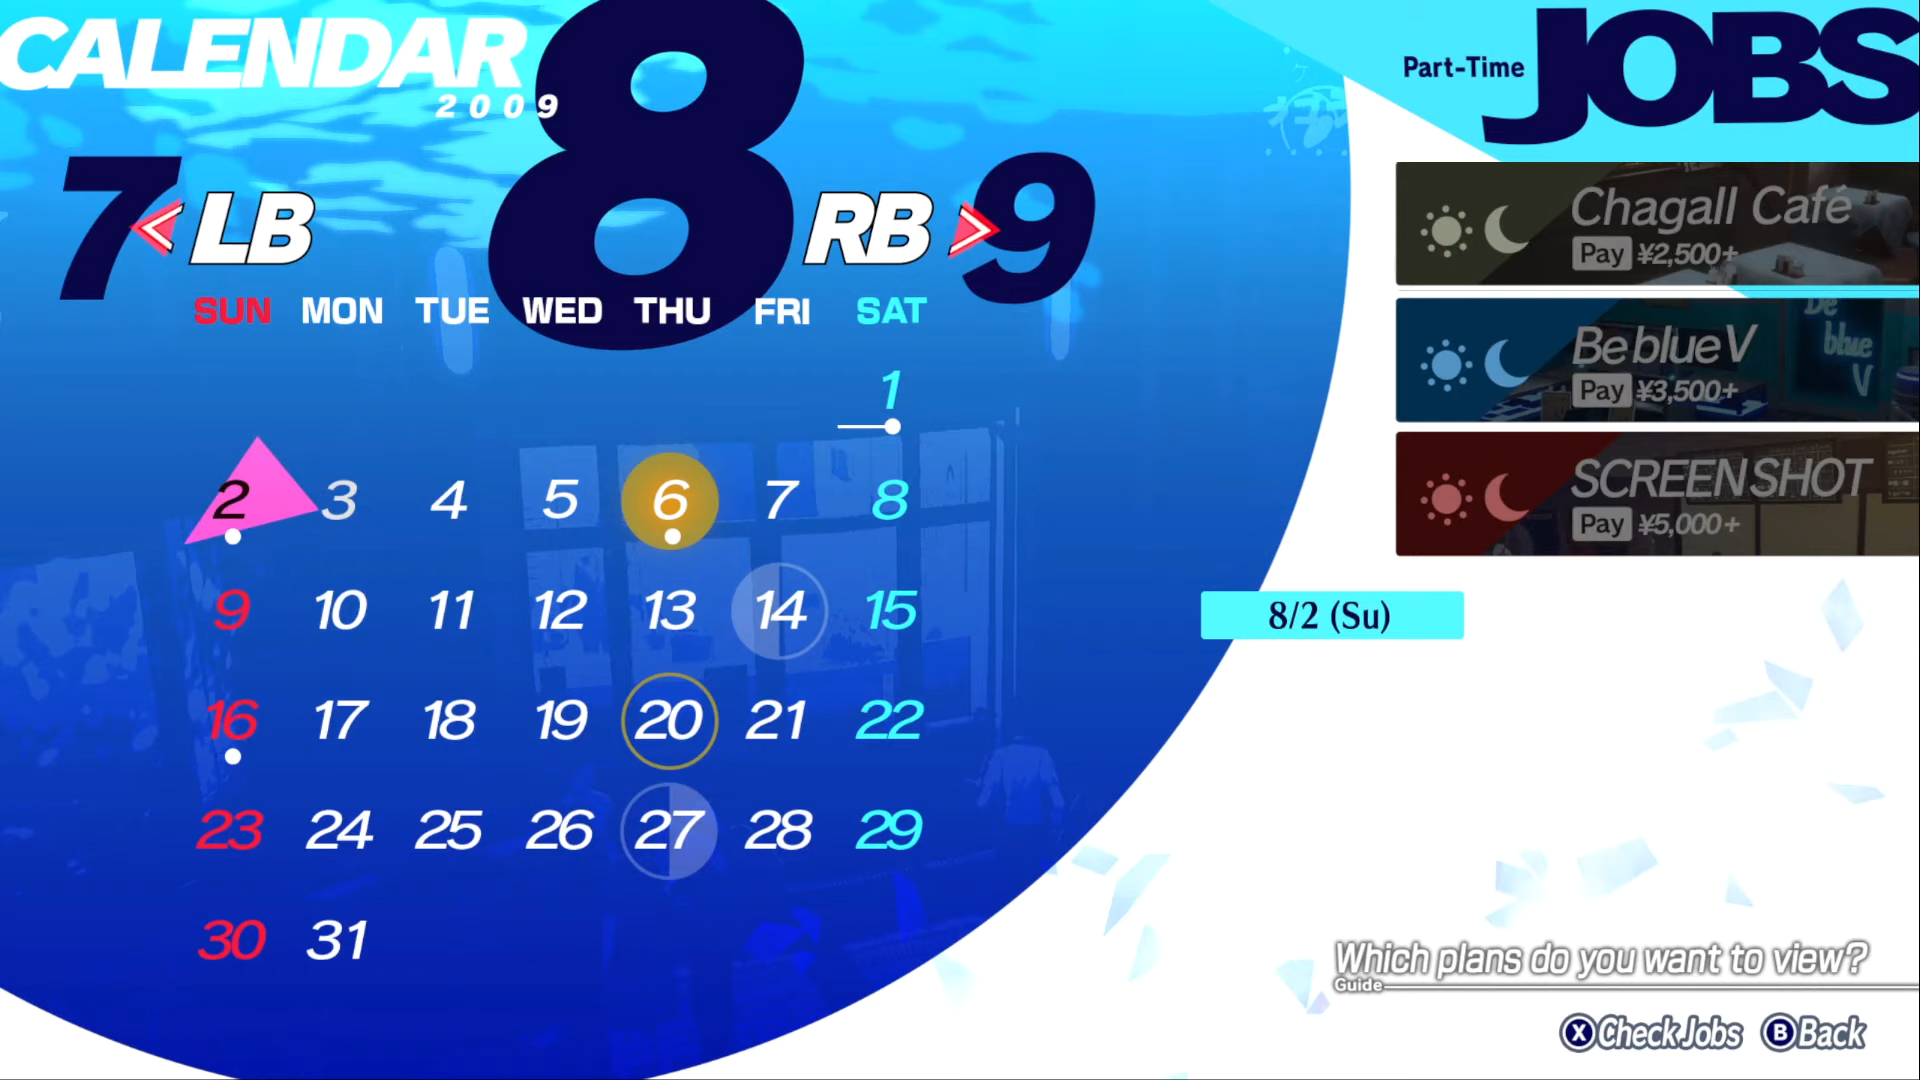 CALENDAR
2009
7 LB 8 RB 9
SUN MON TUE WED THU FRI SAT
1
2 3 4 5 6 7 8
9 10 11 12 13 14 15
16 17 18 19 20 21 22
23 24 25 26 27 28 29
30 31
Part-Time JOBS
Chagall Café
Pay ¥2,500+
Be blue V
Pay ¥3,500+
Be
blue
V
SCREEN SHOT
Pay ¥5,000+
8/2 (Su)
Which plans do you want to view?
Guide
X Check Jobs B Back